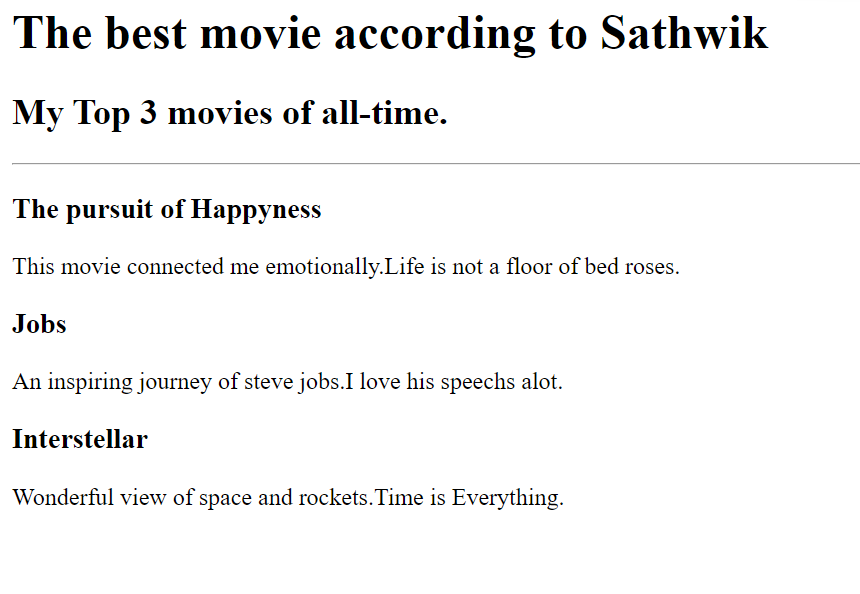 The best movie according to Sathwik
My Top 3 movies of all-time.
The pursuit of Happyness
This movie connected me emotionally.Life is not a floor of bed roses.
Jobs
An inspiring journey of steve jobs.I love his speechs alot.
Interstellar
Wonderful view of space and rockets.Time is Everything.